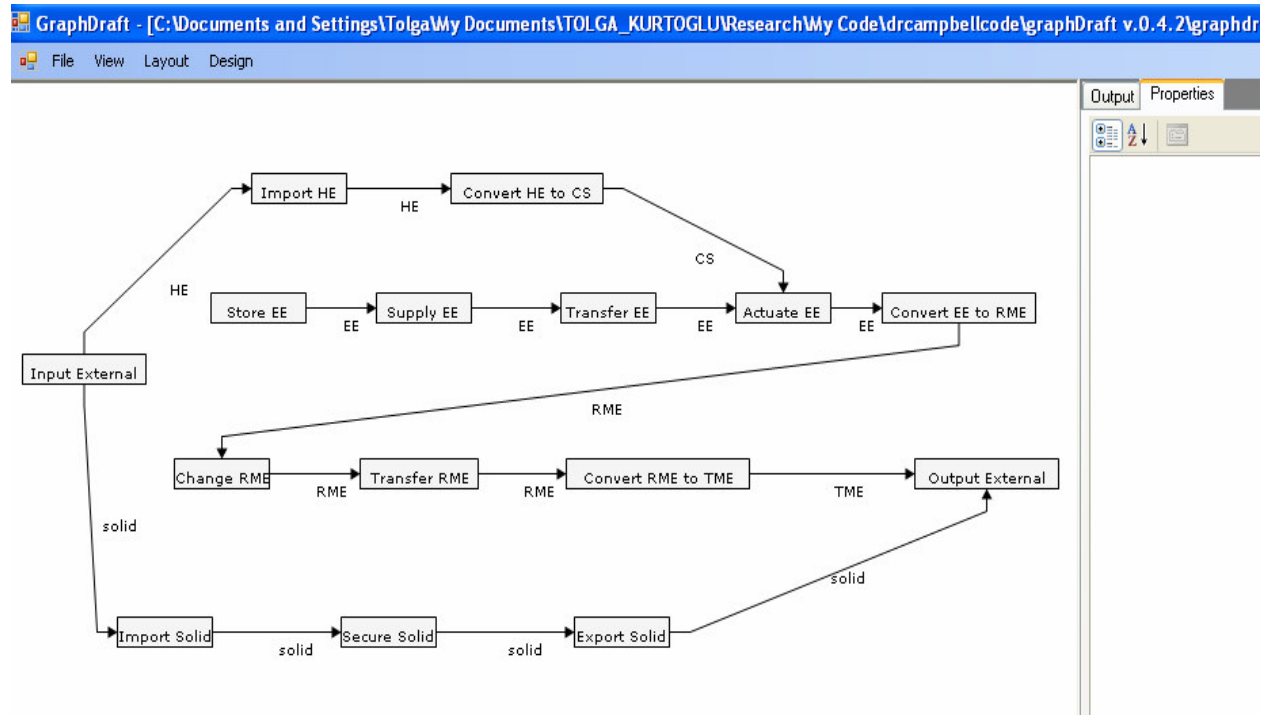 GraphDraft - [C:\Documents and Settings\Tolga\My Documents\TOLGA_KURTOGLU\Research\My Code\drcampbellcode\graphDraft v.0.4.2\graphdr
File View Layout Design
Output Properties
Import HE
HE
Convert HE to CS
CS
HE
Store EE
EE
Supply EE
EE
Transfer EE
EE
Actuate EE
EE
Convert EE to RME
Input External
RME
Change RME
RME
Transfer RME
RME
Convert RME to TME
TME
Output External
solid
solid
Import Solid
solid
Secure Solid
solid
Export Solid